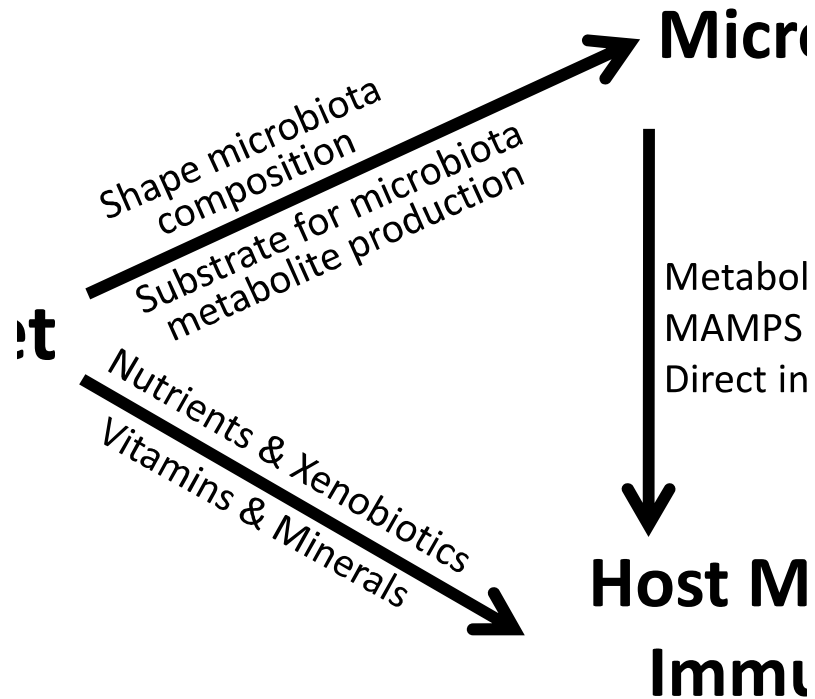 Micro
Shape microbiota
composition
Substrate for microbiota
metabolite production
et
Metabol
MAMPS
Direct in
Nutrients & Xenobiotics
Vitamins & Minerals
Host M
Immu